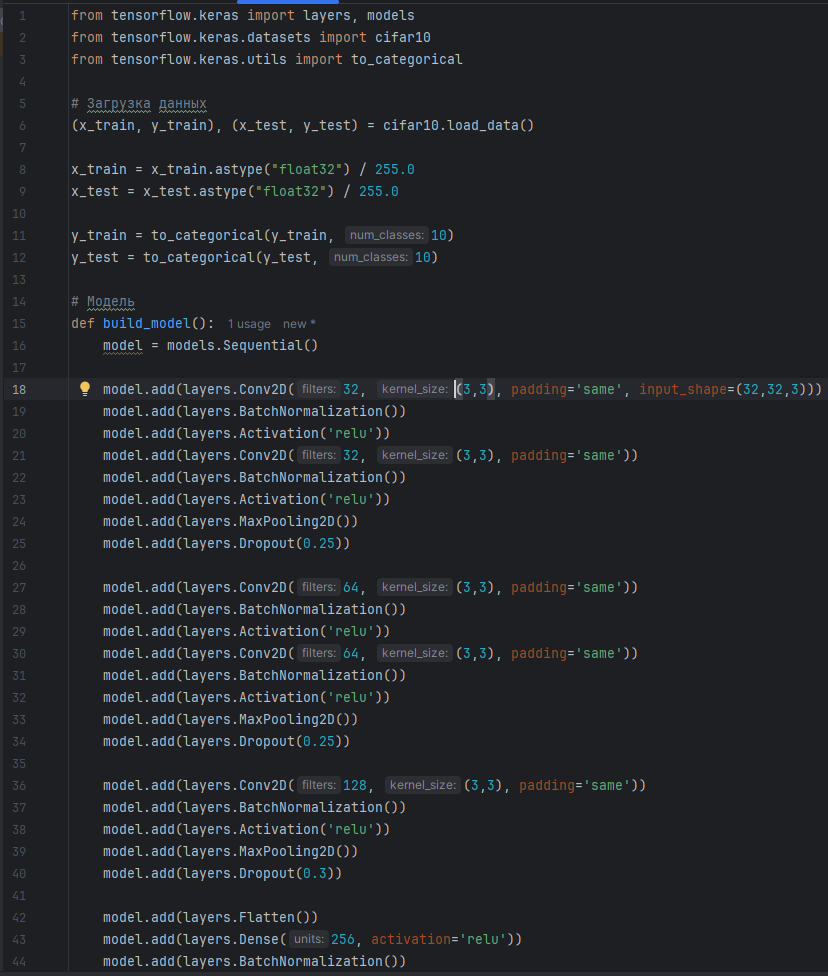 1 from tensorflow.keras import layers, models
2 from tensorflow.keras.datasets import cifar10
3 from tensorflow.keras.utils import to_categorical
4
5 # Загрузка данных
6 (x_train, y_train), (x_test, y_test) = cifar10.load_data()
7
8 x_train = x_train.astype("float32") / 255.0
9 x_test = x_test.astype("float32") / 255.0
10
11 y_train = to_categorical(y_train, num_classes: 10)
12 y_test = to_categorical(y_test, num_classes: 10)
13
14 # Модель
15 def build_model(): 1 usage new *
16     model = models.Sequential()
17
18     model.add(layers.Conv2D( filters: 32, kernel_size: (3,3), padding='same', input_shape=(32,32,3)))
19     model.add(layers.BatchNormalization())
20     model.add(layers.Activation('relu'))
21     model.add(layers.Conv2D( filters: 32, kernel_size: (3,3), padding='same'))
22     model.add(layers.BatchNormalization())
23     model.add(layers.Activation('relu'))
24     model.add(layers.MaxPooling2D())
25     model.add(layers.Dropout(0.25))
26
27     model.add(layers.Conv2D( filters: 64, kernel_size: (3,3), padding='same'))
28     model.add(layers.BatchNormalization())
29     model.add(layers.Activation('relu'))
30     model.add(layers.Conv2D( filters: 64, kernel_size: (3,3), padding='same'))
31     model.add(layers.BatchNormalization())
32     model.add(layers.Activation('relu'))
33     model.add(layers.MaxPooling2D())
34     model.add(layers.Dropout(0.25))
35
36     model.add(layers.Conv2D( filters: 128, kernel_size: (3,3), padding='same'))
37     model.add(layers.BatchNormalization())
38     model.add(layers.Activation('relu'))
39     model.add(layers.MaxPooling2D())
40     model.add(layers.Dropout(0.3))
41
42     model.add(layers.Flatten())
43     model.add(layers.Dense( units: 256, activation='relu'))
44     model.add(layers.BatchNormalization())